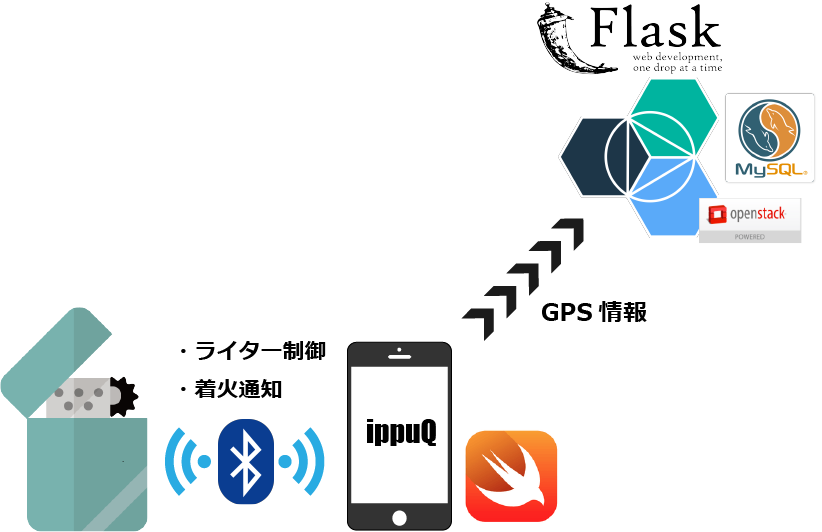 Flask
web development,
one drop at a time
MySQL®
openstack
POWERED
GPS 情報
・ライター制御
・着火通知
ippuQ